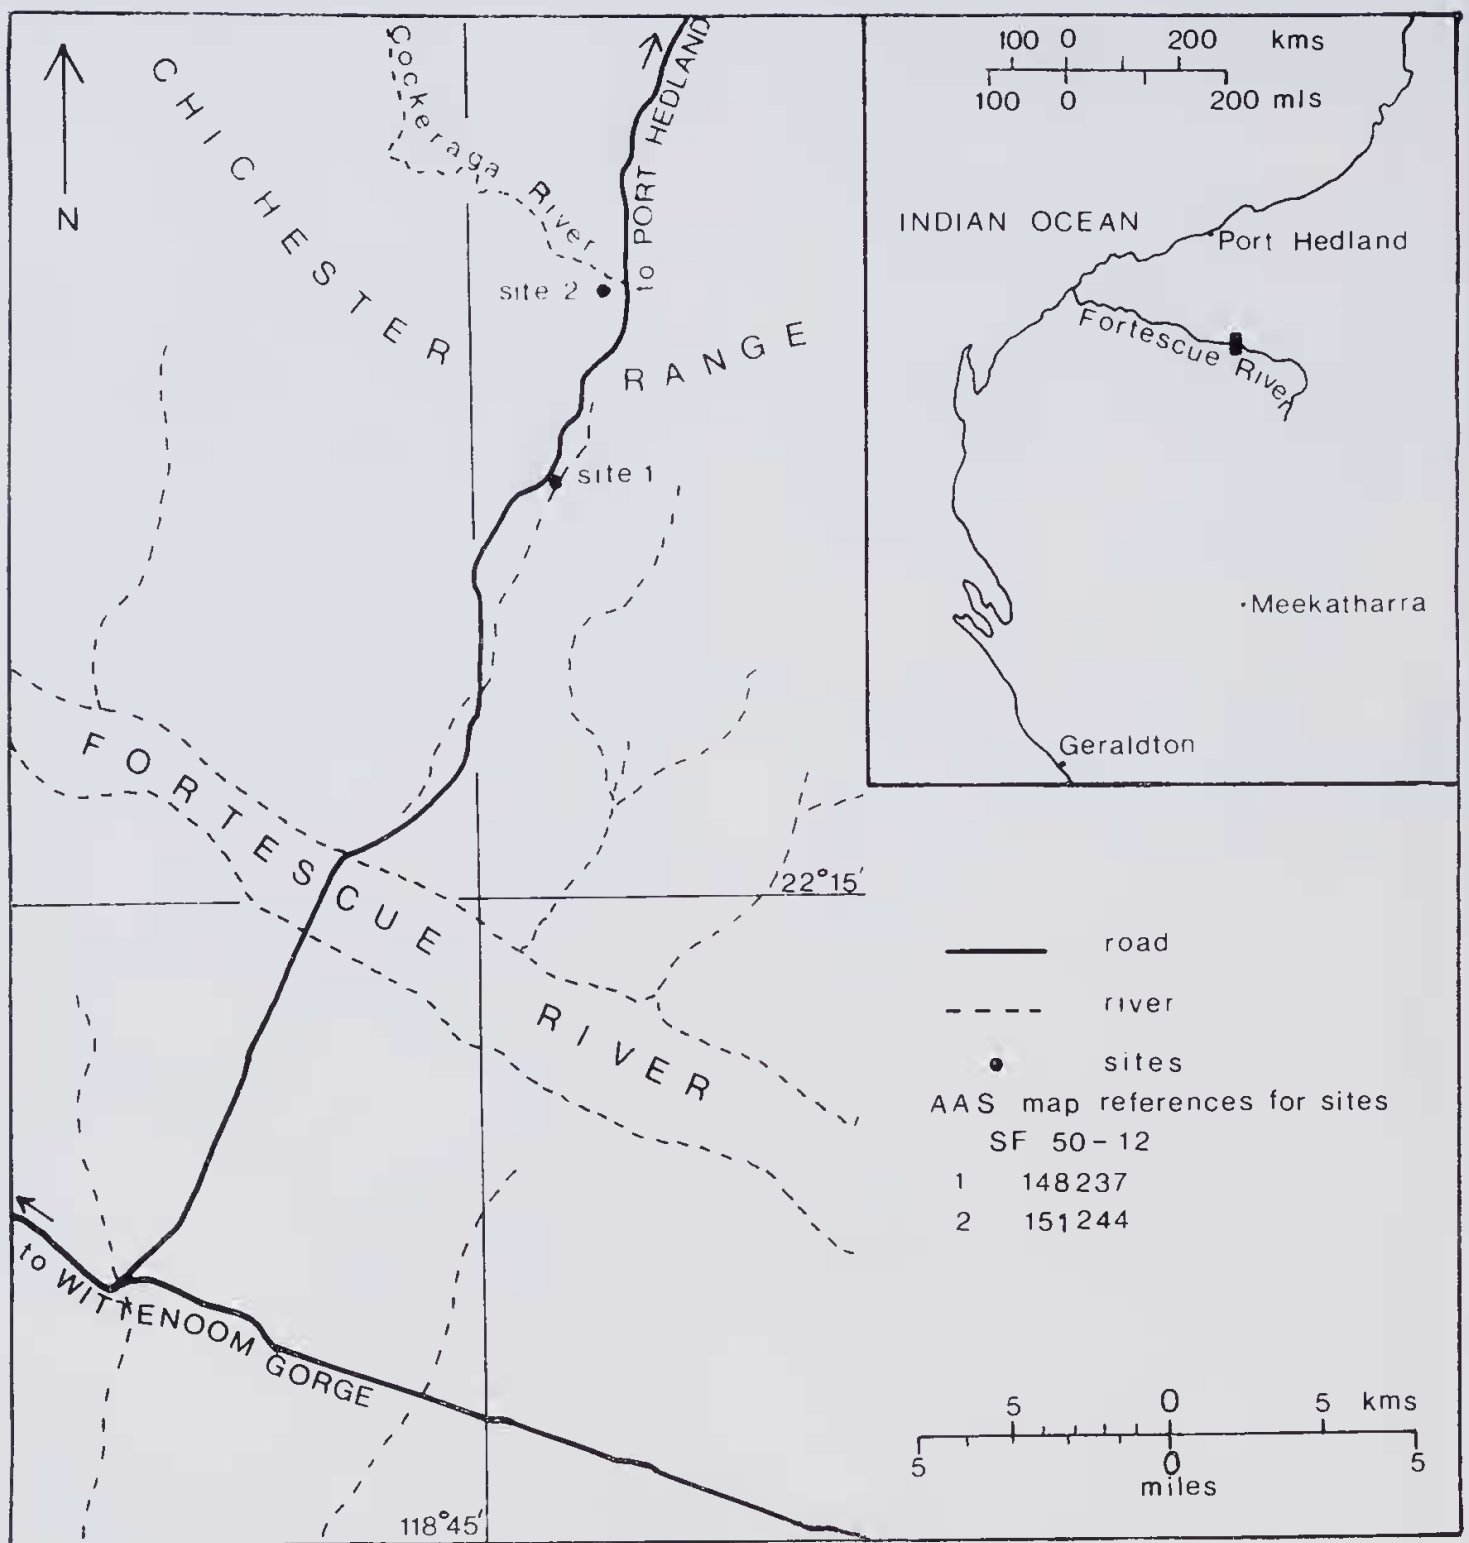 N
CHICHESTER
RANGE
Cockeraga River
to PORT HEDLAND
site 2
site 1
FORTESCUE
RIVER
22°15′
to WITTENOOM GORGE
118°45′
100 0 200 kms
100 0 200 mls
INDIAN OCEAN
Port Hedland
Fortescue River
Meekatharra
Geraldton
road
river
sites
AAS map references for sites
SF 50-12
1 148237
2 151244
5 0 5 kms
5 0 5
miles